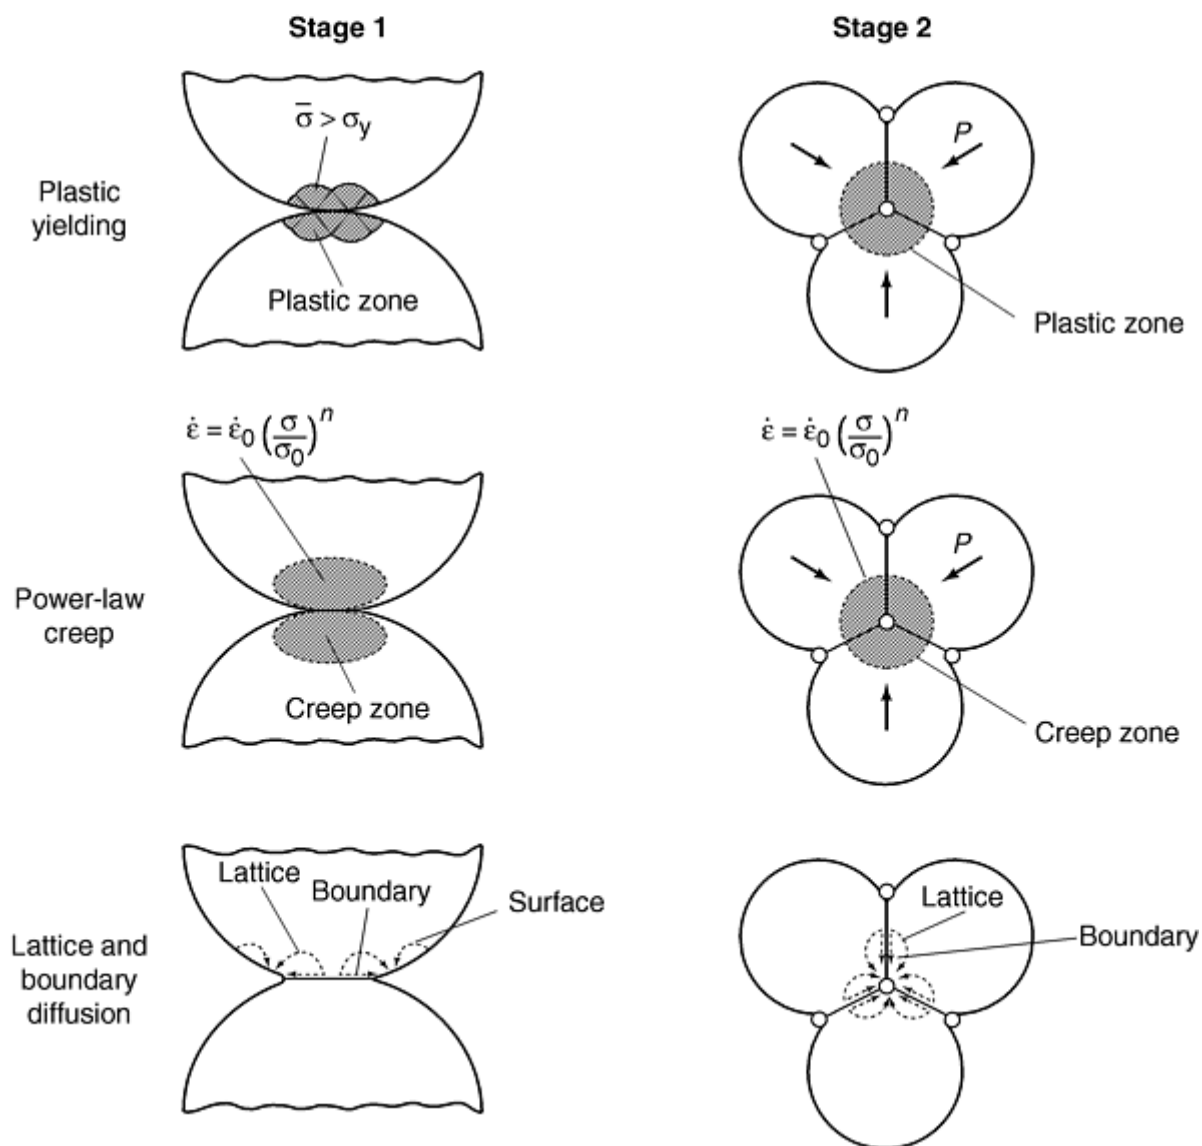 Stage 1
Stage 2
σ̄ > σy
P
Plastic
yielding
Plastic zone
Plastic zone
ε̇ = ε̇0 (σ/σ0)^n
ε̇ = ε̇0 (σ/σ0)^n
P
Power-law
creep
Creep zone
Creep zone
Lattice
Boundary
Surface
Lattice
Boundary
Lattice and
boundary
diffusion